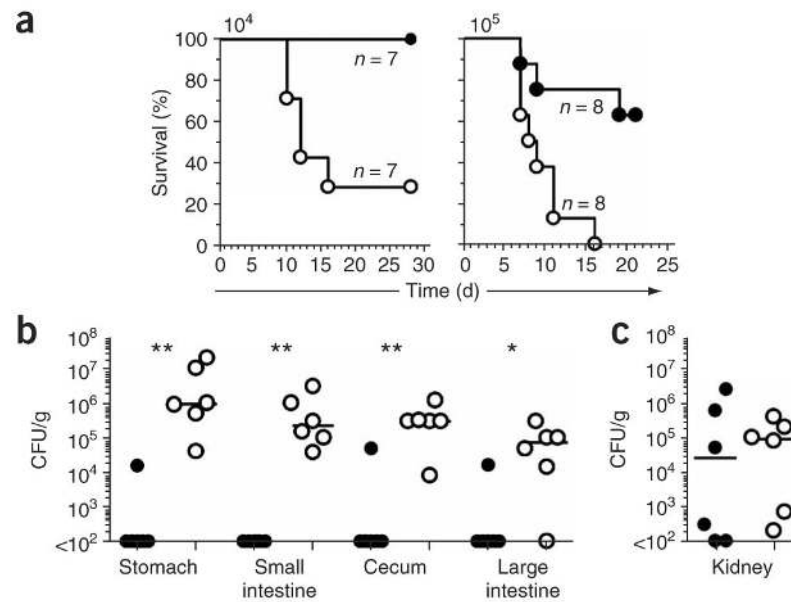 a
10⁴
10⁵
Survival (%)
100
80
60
40
20
0
n = 7
n = 7
n = 8
n = 8
0 5 10 15 20 25 30
0 5 10 15 20 25
Time (d)
b
CFU/g
10⁸
10⁷
10⁶
10⁵
10⁴
10³
<10²
** ** ** *
Stomach
Small
intestine
Cecum
Large
intestine
c
CFU/g
10⁸
10⁷
10⁶
10⁵
10⁴
10³
<10²
Kidney